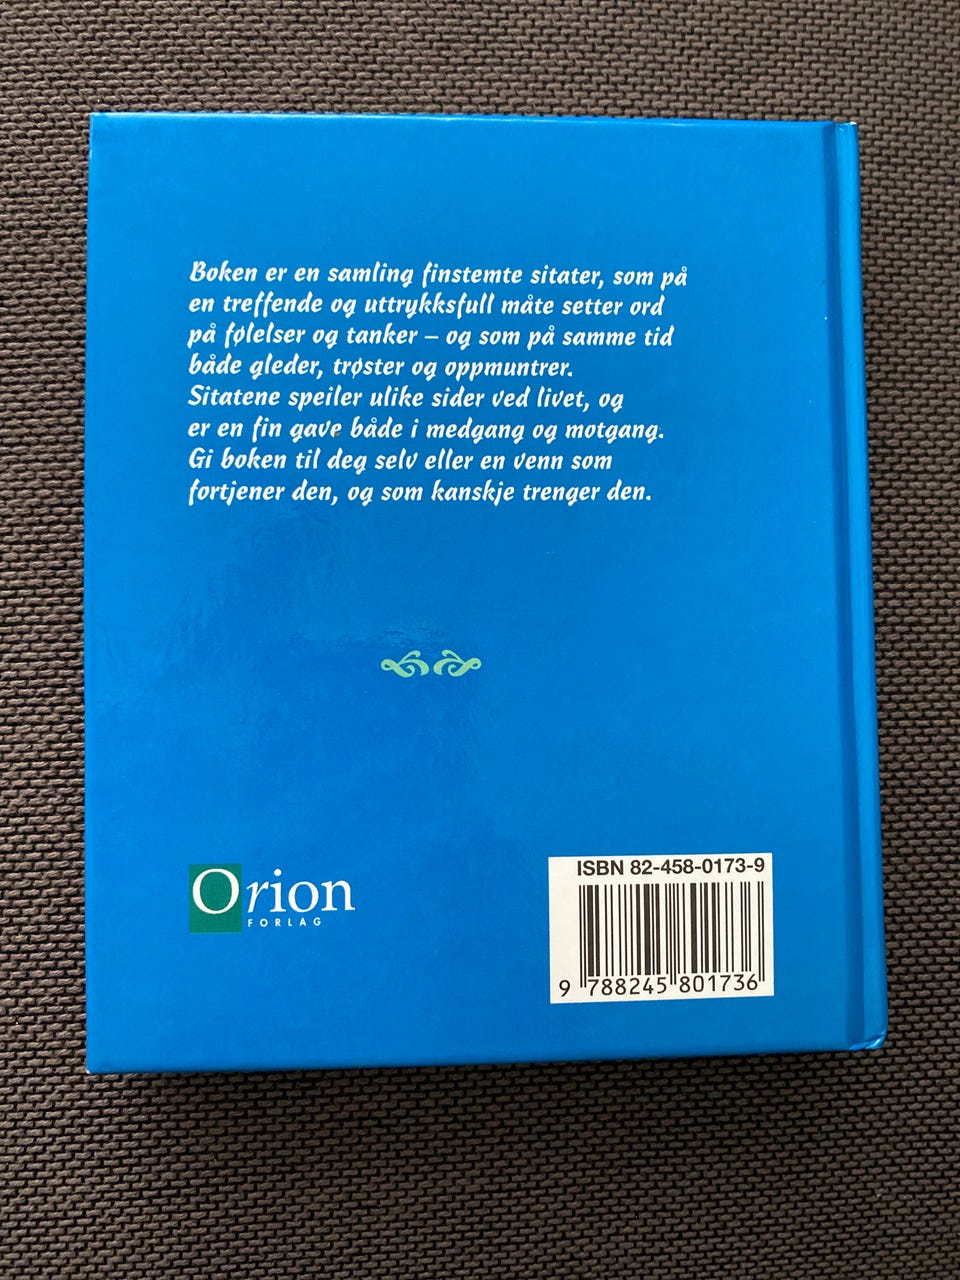 Boken er en samling finstemte sitater, som på
en treffende og uttrykksfull måte setter ord
på følelser og tanker – og som på samme tid
både gleder, trøster og oppmuntrer.
Sitatene speiler ulike sider ved livet, og
er en fin gave både i medgang og motgang.
Gi boken til deg selv eller en venn som
fortjener den, og som kanskje trenger den.
Orion
FORLAG
ISBN 82-458-0173-9
9 788245 801736